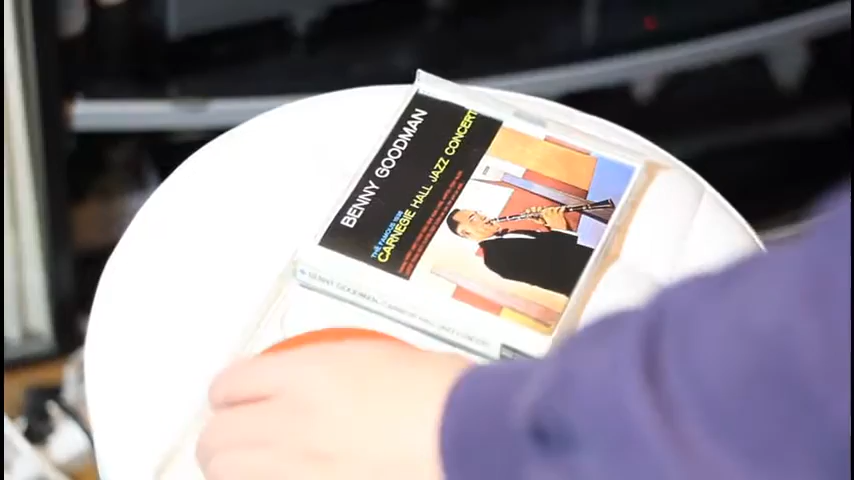 BENNY GOODMAN
THE FAMOUS 1938
CARNEGIE HALL JAZZ CONCERT
BENNY GOODMAN CARNEGIE HALL JAZZ CONCERT